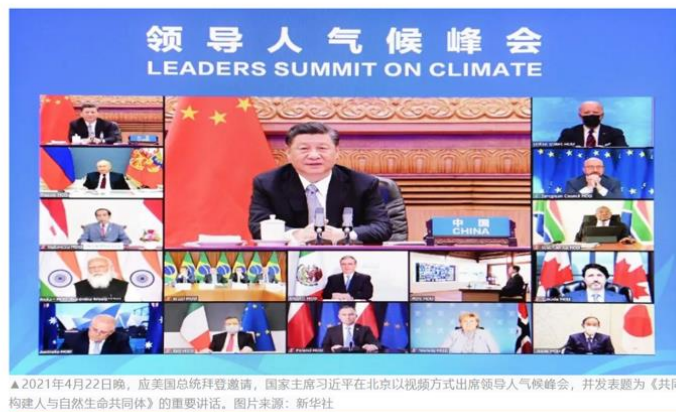 领导人气候峰会
LEADERS SUMMIT ON CLIMATE
中国
CHINA
▲2021年4月22日晚，应美国总统拜登邀请，国家主席习近平在北京以视频方式出席领导人气候峰会，并发表题为《共同
构建人与自然生命共同体》的重要讲话。图片来源：新华社